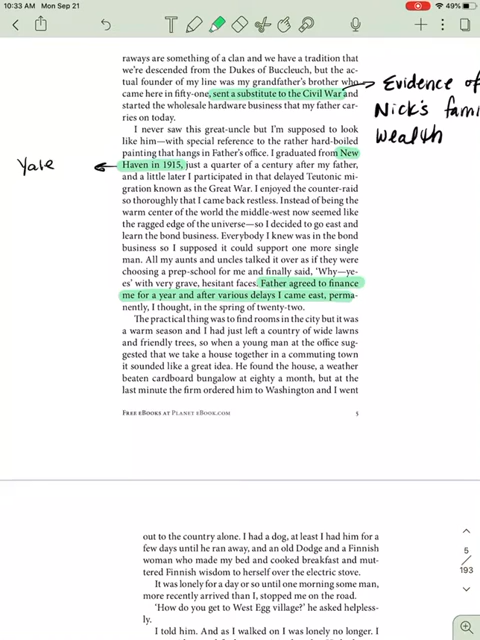 10:33 AM Mon Sep 21
49%
raways are something of a clan and we have a tradition that
we're descended from the Dukes of Buccleuch, but the ac-
tual founder of my line was my grandfather's brother who
came here in fifty-one, sent a substitute to the Civil War and
started the wholesale hardware business that my father car-
ries on today.
Evidence of
Nick's fami
wealth
I never saw this great-uncle but I'm supposed to look
like him—with special reference to the rather hard-boiled
painting that hangs in Father's office. I graduated from New
Haven in 1915, just a quarter of a century after my father,
Yale
and a little later I participated in that delayed Teutonic mi-
gration known as the Great War. I enjoyed the counter-raid
so thoroughly that I came back restless. Instead of being the
warm center of the world the middle-west now seemed like
the ragged edge of the universe—so I decided to go east and
learn the bond business. Everybody I knew was in the bond
business so I supposed it could support one more single
man. All my aunts and uncles talked it over as if they were
choosing a prep-school for me and finally said, 'Why—ye-
es' with very grave, hesitant faces. Father agreed to finance
me for a year and after various delays I came east, perma-
nently, I thought, in the spring of twenty-two.
The practical thing was to find rooms in the city but it was
a warm season and I had just left a country of wide lawns
and friendly trees, so when a young man at the office sug-
gested that we take a house together in a commuting town
it sounded like a great idea. He found the house, a weather
beaten cardboard bungalow at eighty a month, but at the
last minute the firm ordered him to Washington and I went
Free eBooks at Planet eBook.com
5
out to the country alone. I had a dog, at least I had him for a
few days until he ran away, and an old Dodge and a Finnish
woman who made my bed and cooked breakfast and mut-
tered Finnish wisdom to herself over the electric stove.
It was lonely for a day or so until one morning some man,
more recently arrived than I, stopped me on the road.
'How do you get to West Egg village?' he asked helpless-
ly.
I told him. And as I walked on I was lonely no longer. I
5
193